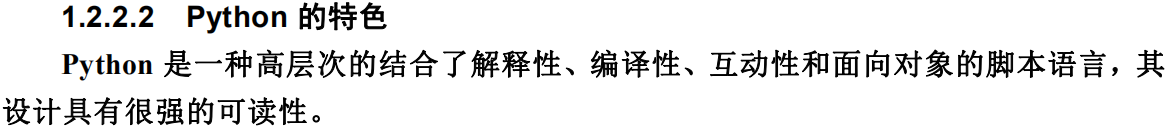 1.2.2.2 Python 的特色
Python 是一种高层次的结合了解释性、编译性、互动性和面向对象的脚本语言，其
设计具有很强的可读性。